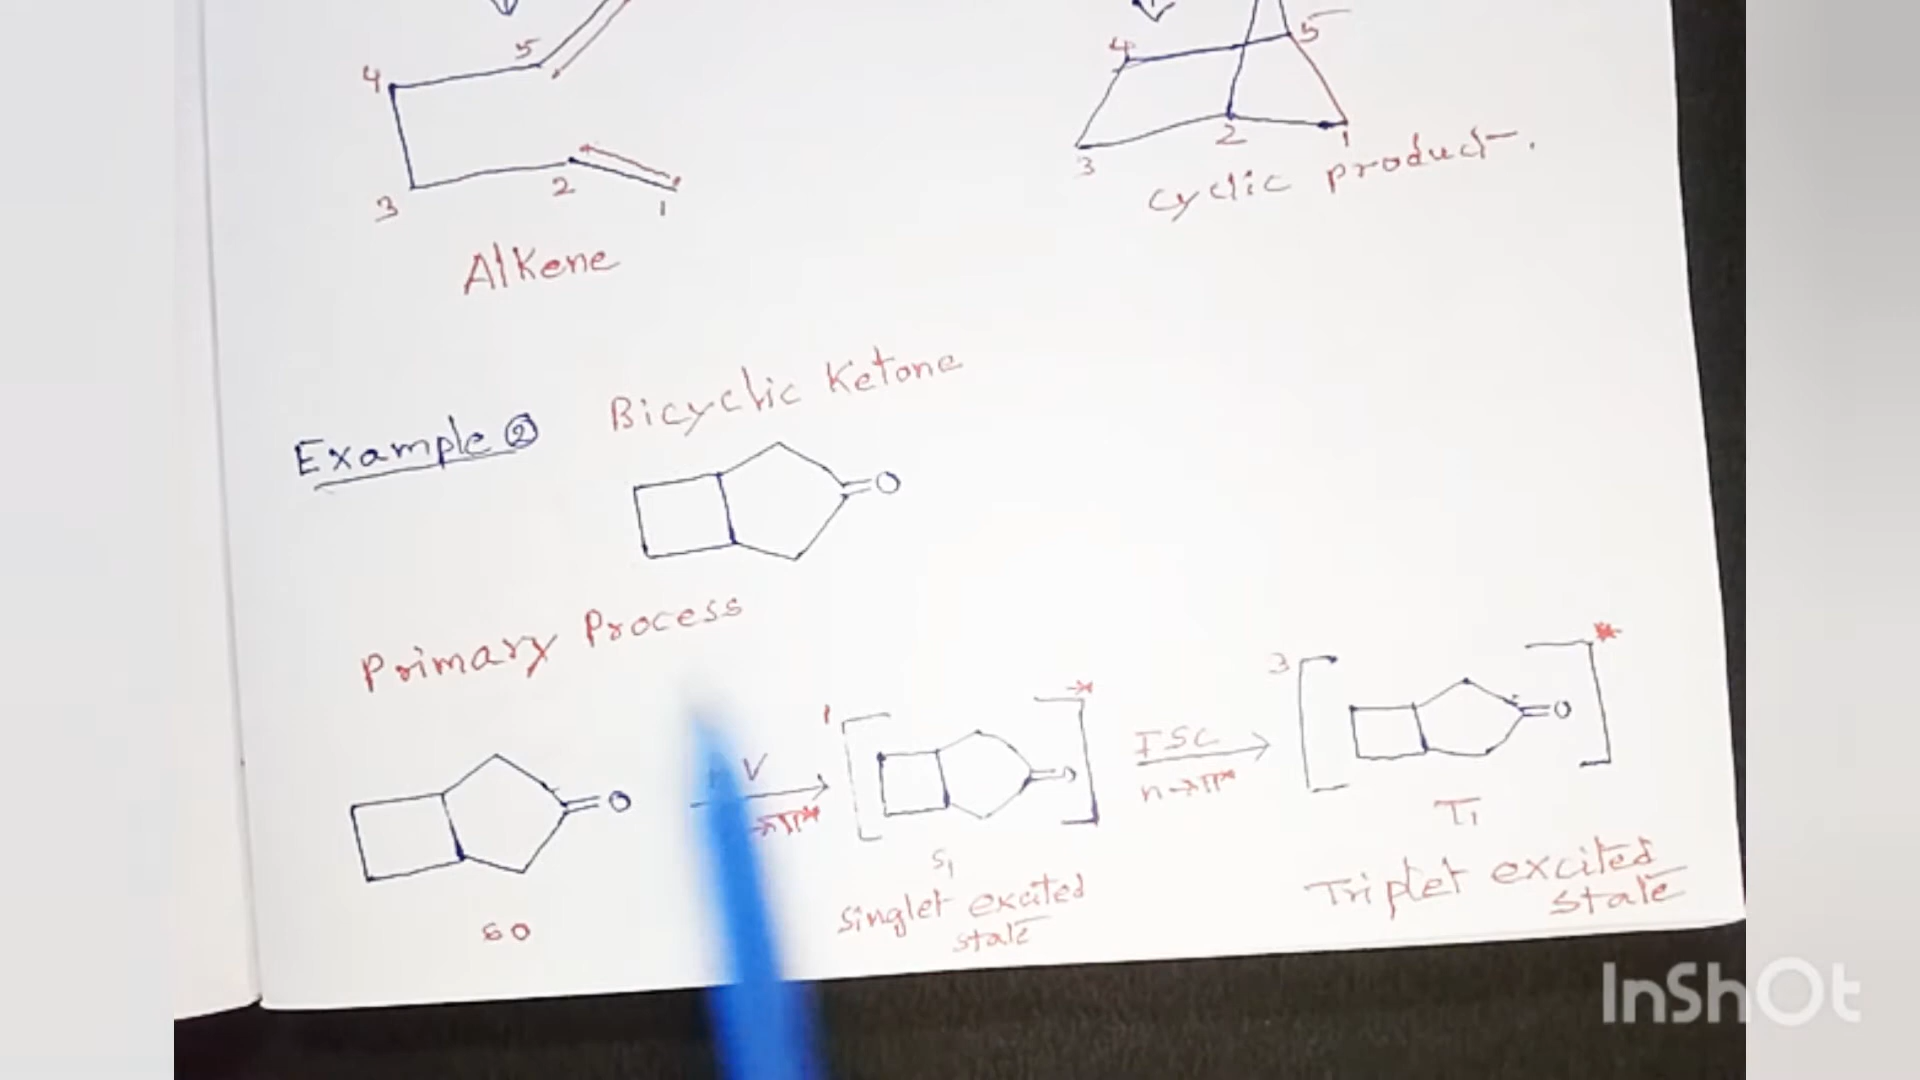 5
4
3
2
1
Alkene
4
5
3
2
1
cyclic product.
Example ②
Bicyclic Ketone
=O
Primary Process
=O
so
V
→π*
1
*
=O
S1
Singlet excited
state
ISC
n→π*
3
*
=O
T1
Triplet excited
state
InShOt